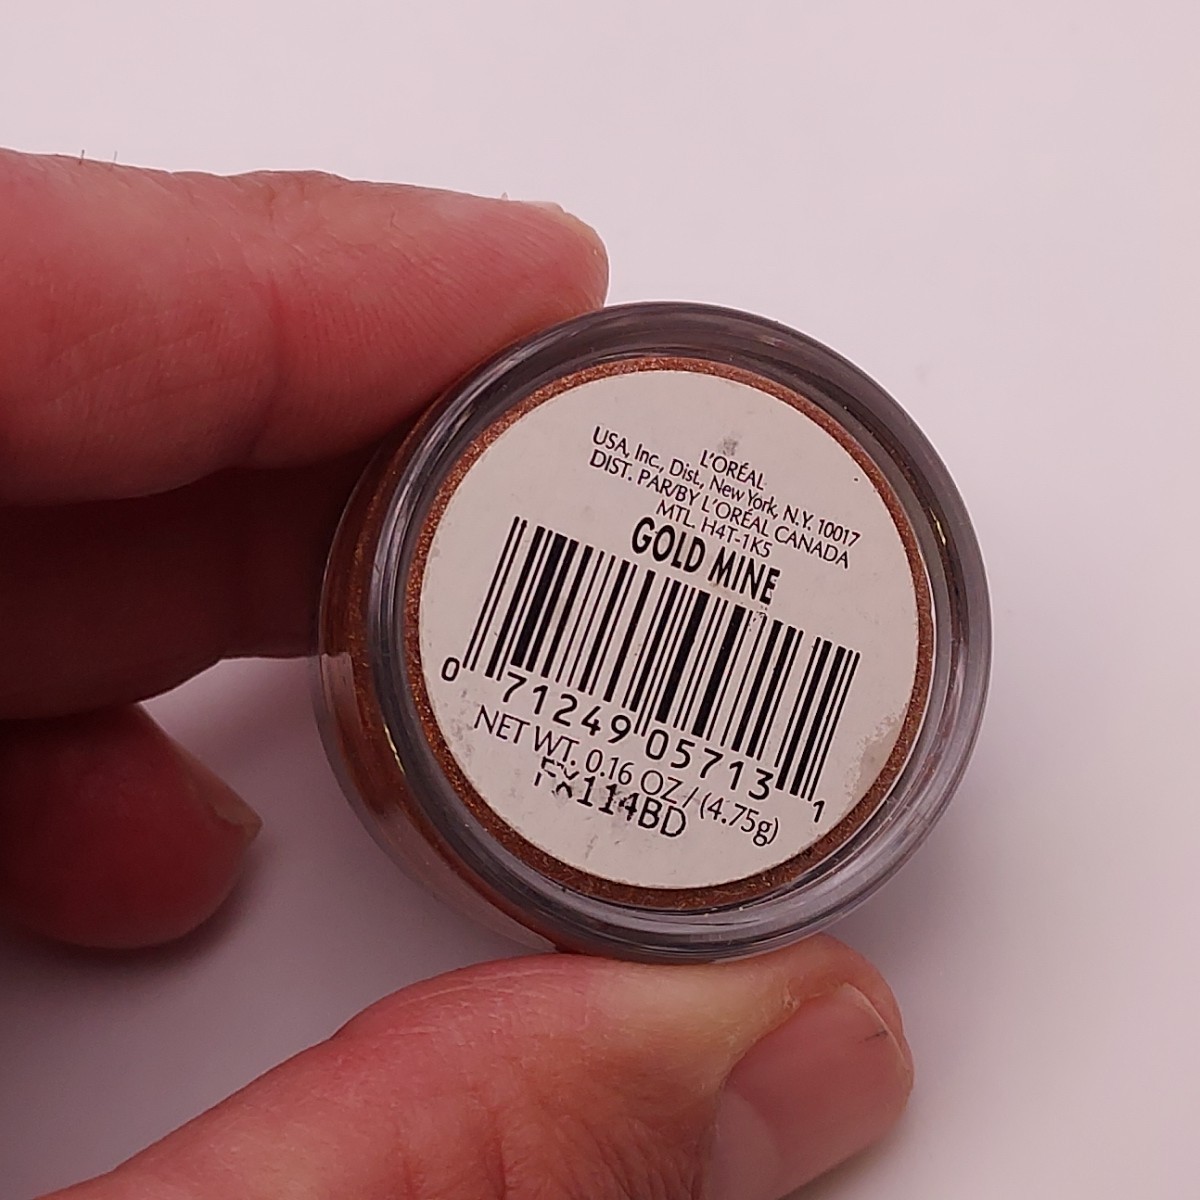 L'ORÉAL
USA, Inc., Dist., New York, N.Y. 10017
DIST. PAR/BY L'ORÉAL CANADA
MTL. H4T-1K5
GOLD MINE
0 71249 05713 1
NET WT. 0.16 OZ/(4.75g)
FX114BD